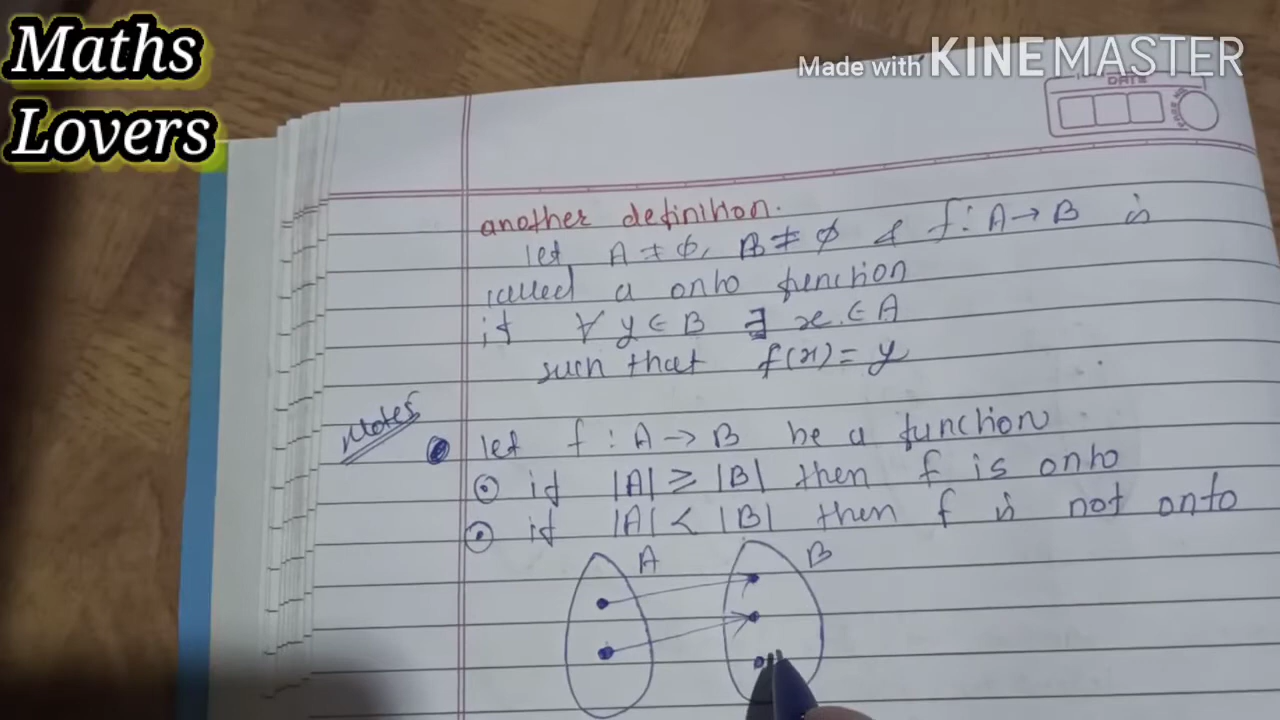 Maths
Lovers
Made with KINEMASTER
DATE
another definition.
let A ≠ ϕ, B ≠ ϕ & f : A → B is
called a onto function
if ∀ y ∈ B ∃ x ∈ A
such that f(x) = y
Notes
let f : A → B be a function
if |A| ≥ |B| then f is onto
if |A| < |B| then f is not onto
A B